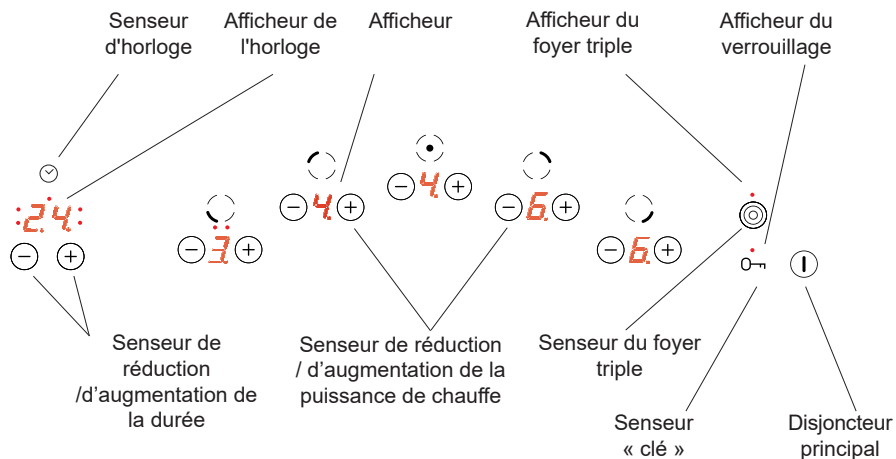 Senseur
d'horloge
Afficheur de
l'horloge
Afficheur
Afficheur du
foyer triple
Afficheur du
verrouillage
2.4.
3.
4.
4.
6.
6.
Senseur de
réduction
/d’augmentation de
la durée
Senseur de réduction
/ d’augmentation de la
puissance de chauffe
Senseur du foyer
triple
Senseur
« clé »
Disjoncteur
principal